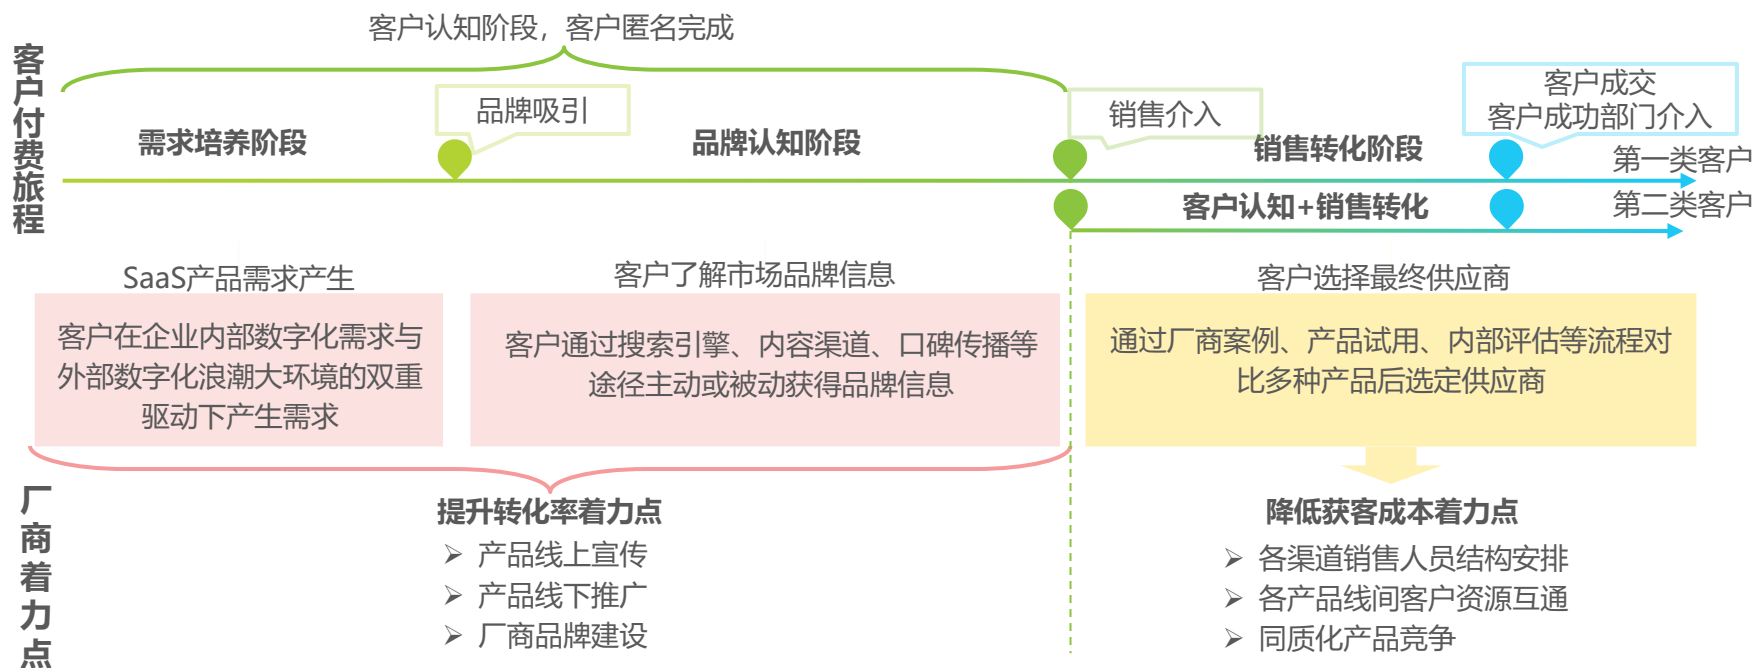 客户付费旅程
客户认知阶段，客户匿名完成
需求培养阶段
品牌吸引
品牌认知阶段
销售介入
销售转化阶段
客户成交
客户成功部门介入
第一类客户
客户认知+销售转化
第二类客户
SaaS产品需求产生
客户在企业内部数字化需求与
外部数字化浪潮大环境的双重
驱动下产生需求
客户了解市场品牌信息
客户通过搜索引擎、内容渠道、口碑传播等
途径主动或被动获得品牌信息
客户选择最终供应商
通过厂商案例、产品试用、内部评估等流程对
比多种产品后选定供应商
厂商着力点
提升转化率着力点
➢ 产品线上宣传
➢ 产品线下推广
➢ 厂商品牌建设
降低获客成本着力点
➢ 各渠道销售人员结构安排
➢ 各产品线间客户资源互通
➢ 同质化产品竞争